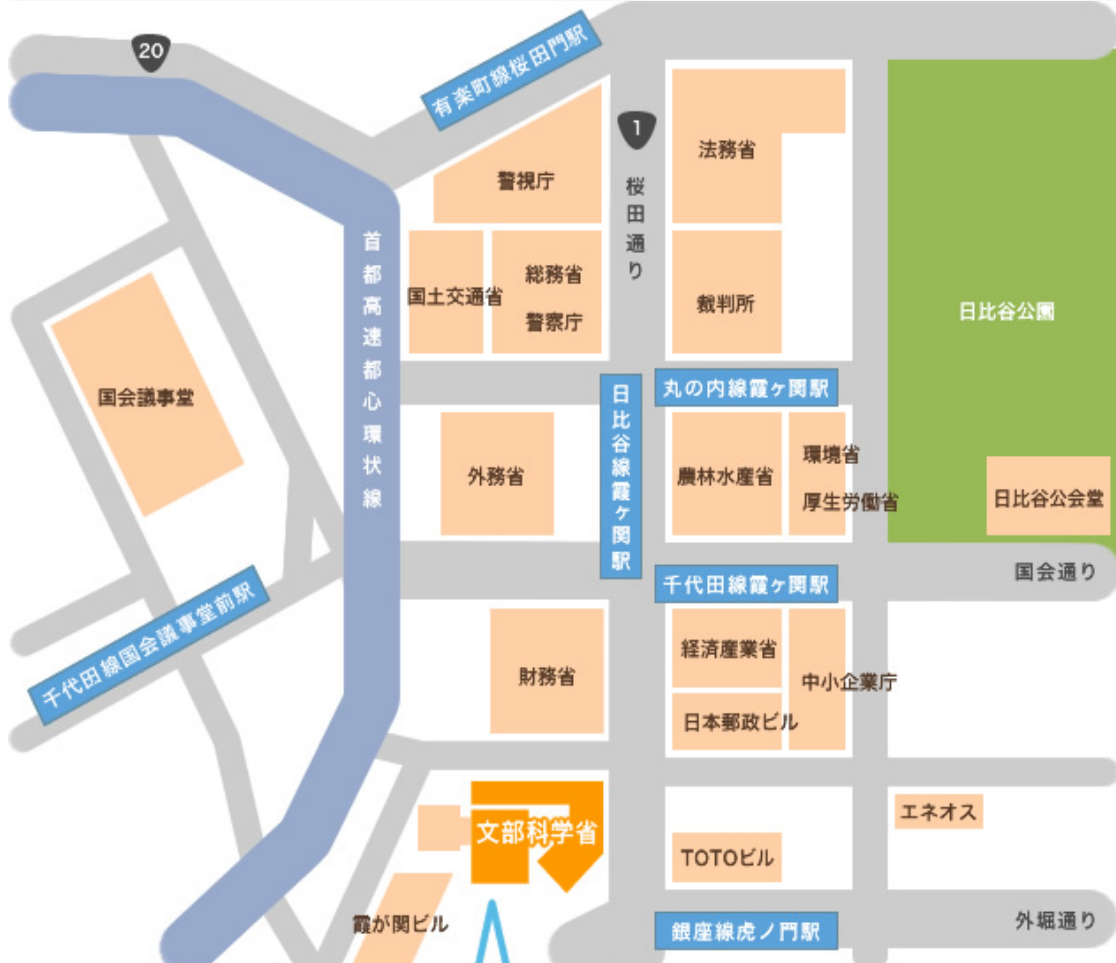 20
有楽町線桜田門駅
1
桜田通り
法務省
警視庁
首都高速都心環状線
国土交通省
総務省
警察庁
裁判所
日比谷公園
国会議事堂
日比谷線霞ヶ関駅
丸の内線霞ヶ関駅
外務省
農林水産省
環境省
厚生労働省
日比谷公会堂
千代田線国会議事堂前駅
千代田線霞ヶ関駅
国会通り
財務省
経済産業省
中小企業庁
日本郵政ビル
文部科学省
エネオス
TOTOビル
霞が関ビル
銀座線虎ノ門駅
外堀通り